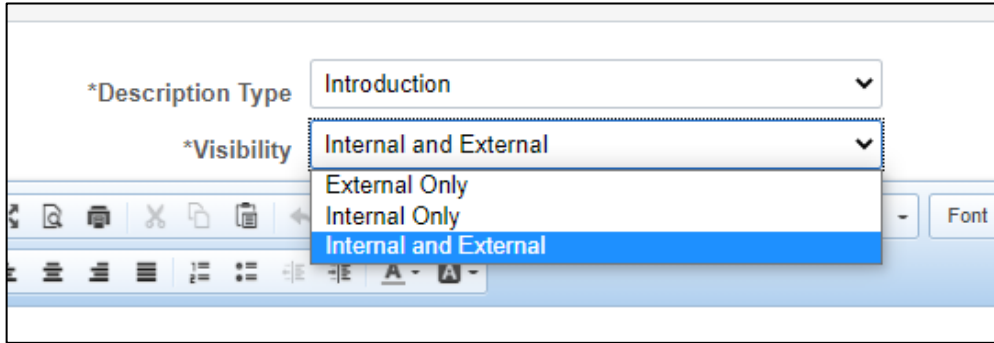 *Description Type Introduction
*Visibility Internal and External
External Only
Internal Only
Internal and External
Font
A A